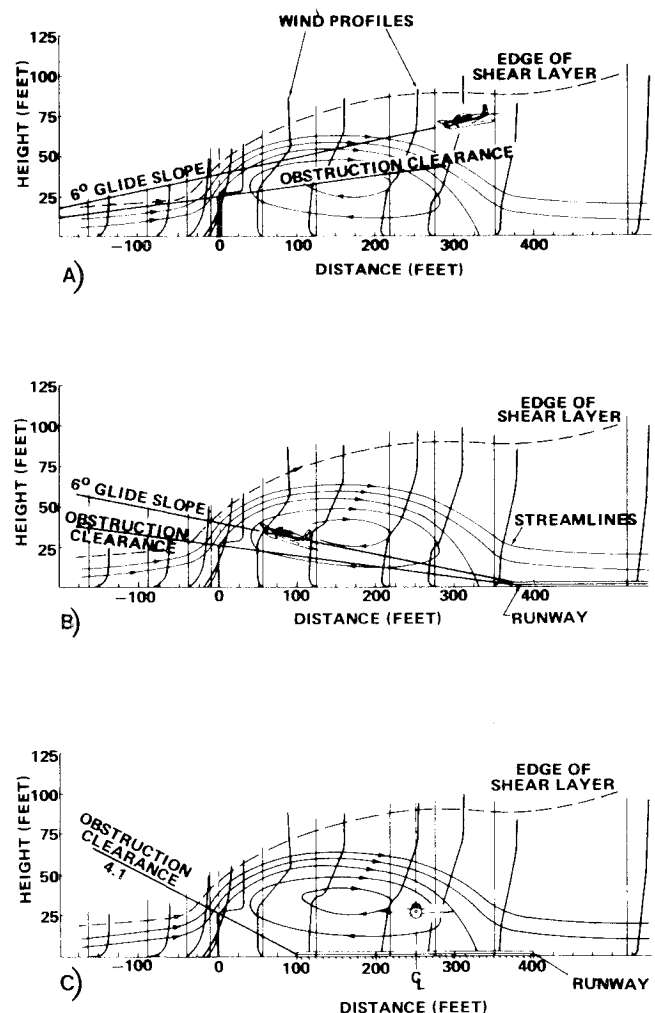 WIND PROFILES
125
EDGE OF
SHEAR LAYER
100
75
HEIGHT (FEET)
50
6° GLIDE SLOPE
OBSTRUCTION CLEARANCE
25
−100 0 100 200 300 400
DISTANCE (FEET)
A)
125
EDGE OF
SHEAR LAYER
100
75
HEIGHT (FEET)
6° GLIDE SLOPE
50
OBSTRUCTION
CLEARANCE
STREAMLINES
25
−100 0 100 200 300 400
DISTANCE (FEET)
RUNWAY
B)
125
EDGE OF
SHEAR LAYER
100
OBSTRUCTION
CLEARANCE
4.1
75
HEIGHT (FEET)
50
25
−100 0 100 200 300 400
C
L
RUNWAY
C)
DISTANCE (FEET)